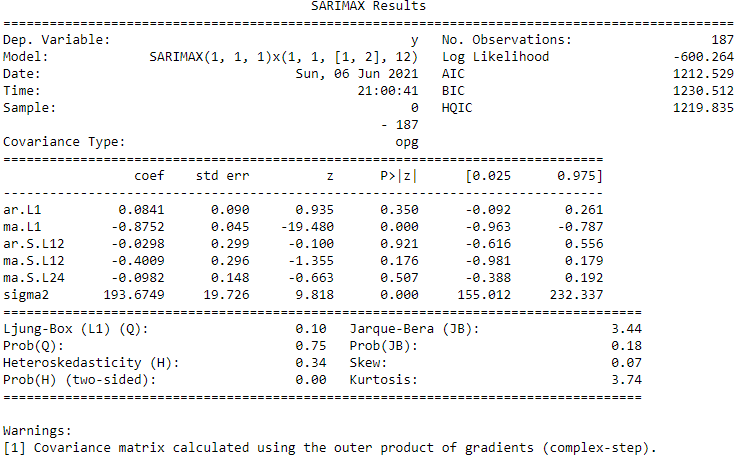 SARIMAX Results
==========================================================================================
Dep. Variable:                                  y   No. Observations:                  187
Model:             SARIMAX(1, 1, 1)x(1, 1, [1, 2], 12)   Log Likelihood                -600.264
Date:                            Sun, 06 Jun 2021   AIC                           1212.529
Time:                                    21:00:41   BIC                           1230.512
Sample:                                         0   HQIC                          1219.835
- 187
Covariance Type:                              opg
==============================================================================
coef    std err          z      P>|z|      [0.025      0.975]
------------------------------------------------------------------------------
ar.L1          0.0841      0.090      0.935      0.350      -0.092       0.261
ma.L1         -0.8752      0.045    -19.480      0.000      -0.963      -0.787
ar.S.L12      -0.0298      0.299     -0.100      0.921      -0.616       0.556
ma.S.L12      -0.4009      0.296     -1.355      0.176      -0.981       0.179
ma.S.L24      -0.0982      0.148     -0.663      0.507      -0.388       0.192
sigma2       193.6749     19.726      9.818      0.000     155.012     232.337
===================================================================================
Ljung-Box (L1) (Q):                   0.10   Jarque-Bera (JB):                 3.44
Prob(Q):                              0.75   Prob(JB):                         0.18
Heteroskedasticity (H):               0.34   Skew:                             0.07
Prob(H) (two-sided):                  0.00   Kurtosis:                         3.74
===================================================================================
Warnings:
[1] Covariance matrix calculated using the outer product of gradients (complex-step).